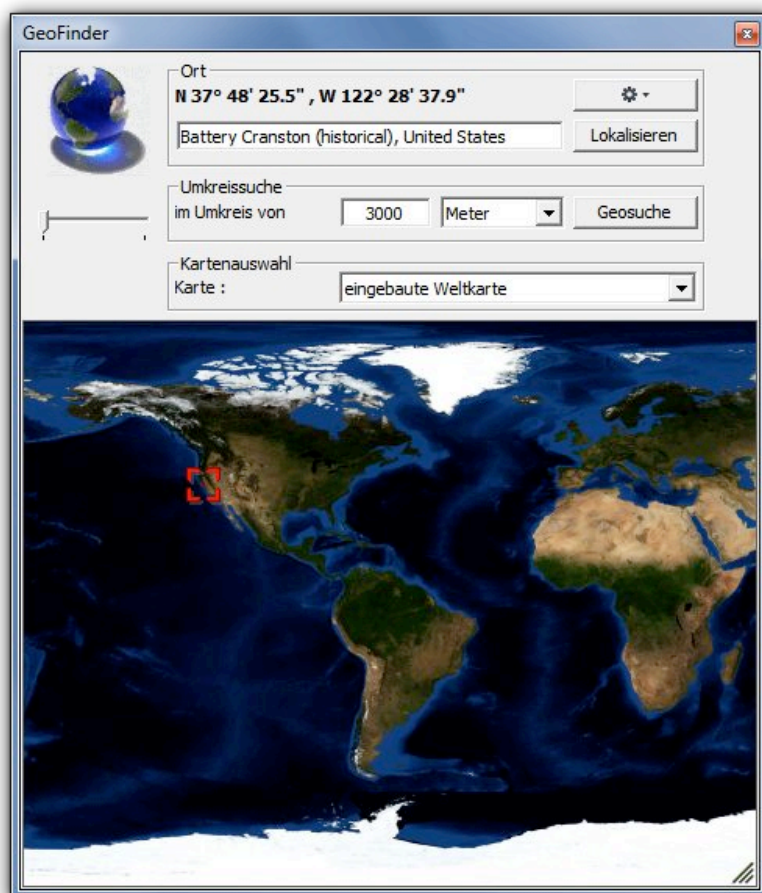 GeoFinder
Ort
N 37° 48' 25.5" , W 122° 28' 37.9"
Battery Cranston (historical), United States
Lokalisieren
Umkreissuche
im Umkreis von
3000
Meter
Geosuche
Kartenauswahl
Karte :
eingebaute Weltkarte